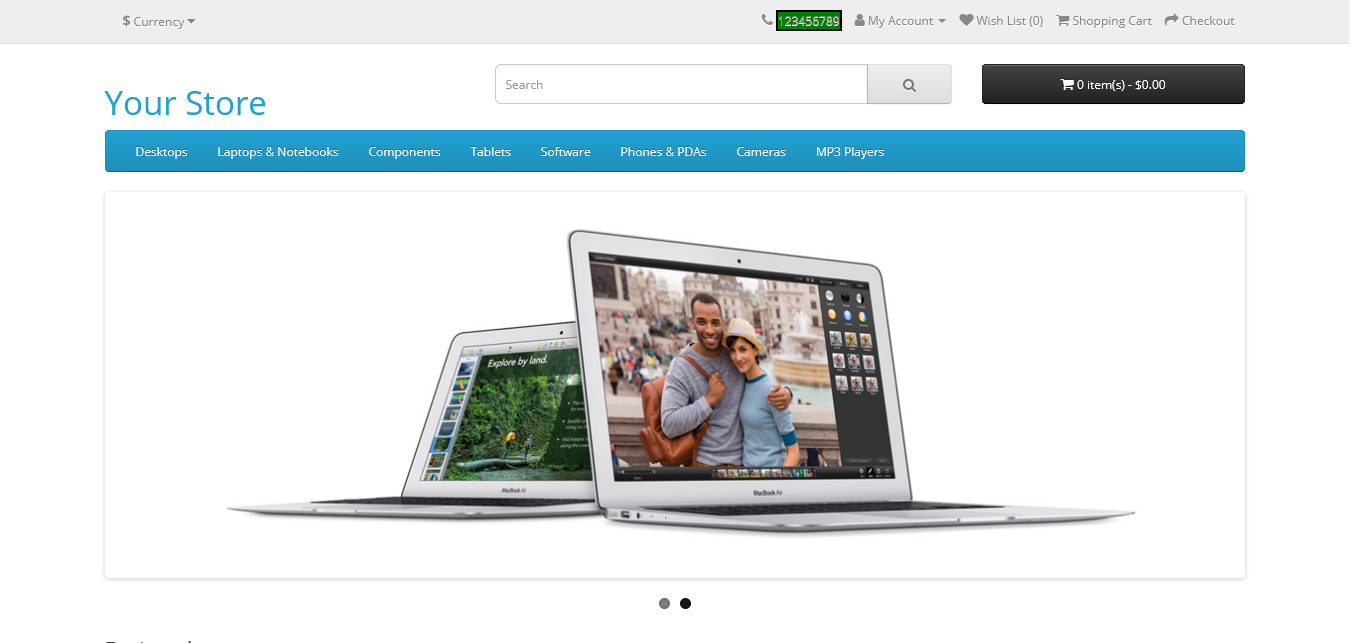 $ Currency
123456789 My Account Wish List (0) Shopping Cart Checkout
Your Store
Search
0 item(s) - $0.00
Desktops Laptops & Notebooks Components Tablets Software Phones & PDAs Cameras MP3 Players
Explore by land.
MacBook Air
MacBook Air